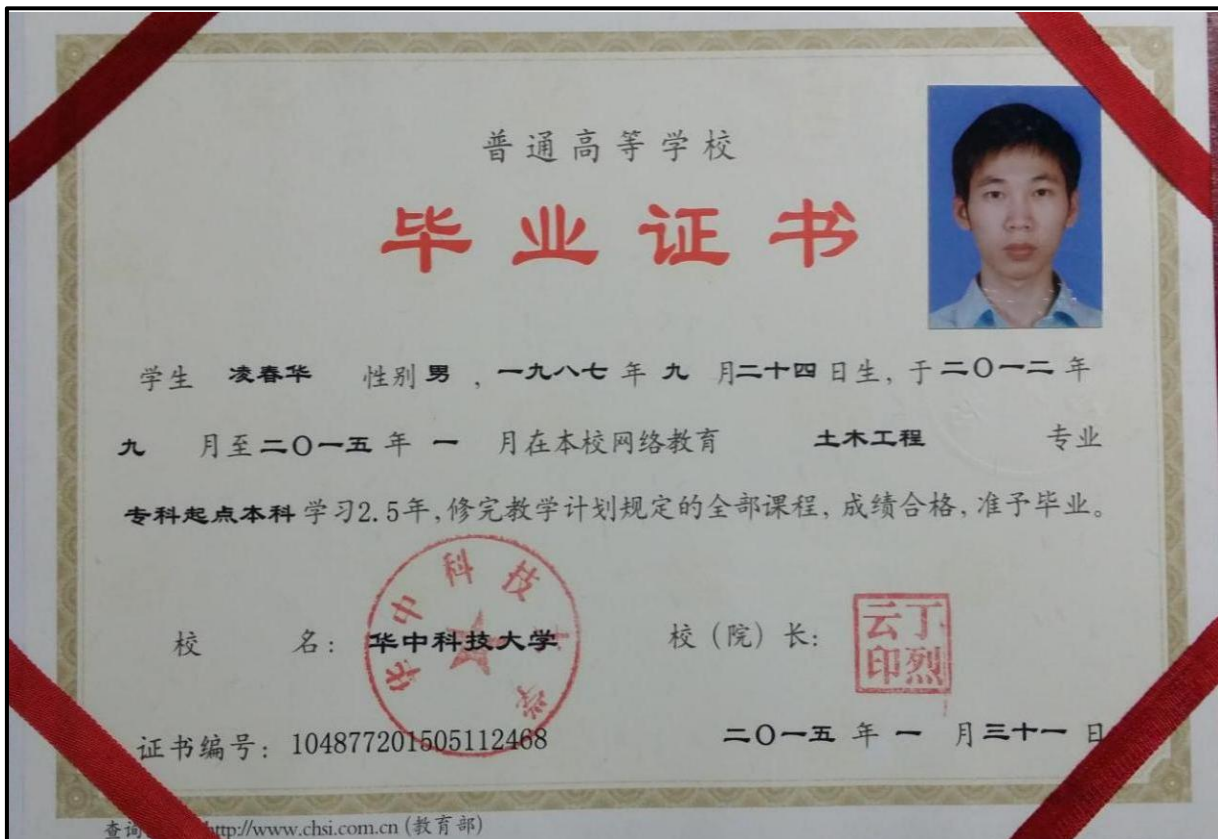 普通高等学校
毕业证书
学生 凌春华 性别 男 , 一九八七 年 九 月二十四日生, 于二〇一二年
九 月至二〇一五年 一 月在本校网络教育 土木工程 专业
专科起点本科 学习2.5年,修完教学计划规定的全部课程, 成绩合格, 准予毕业。
华中科技大学
校 名: 华中科技大学 校 (院) 长:
丁烈云印
证书编号: 104877201505112468 二〇一五 年 一 月三十一 日
查询 http://www.chsi.com.cn (教育部)